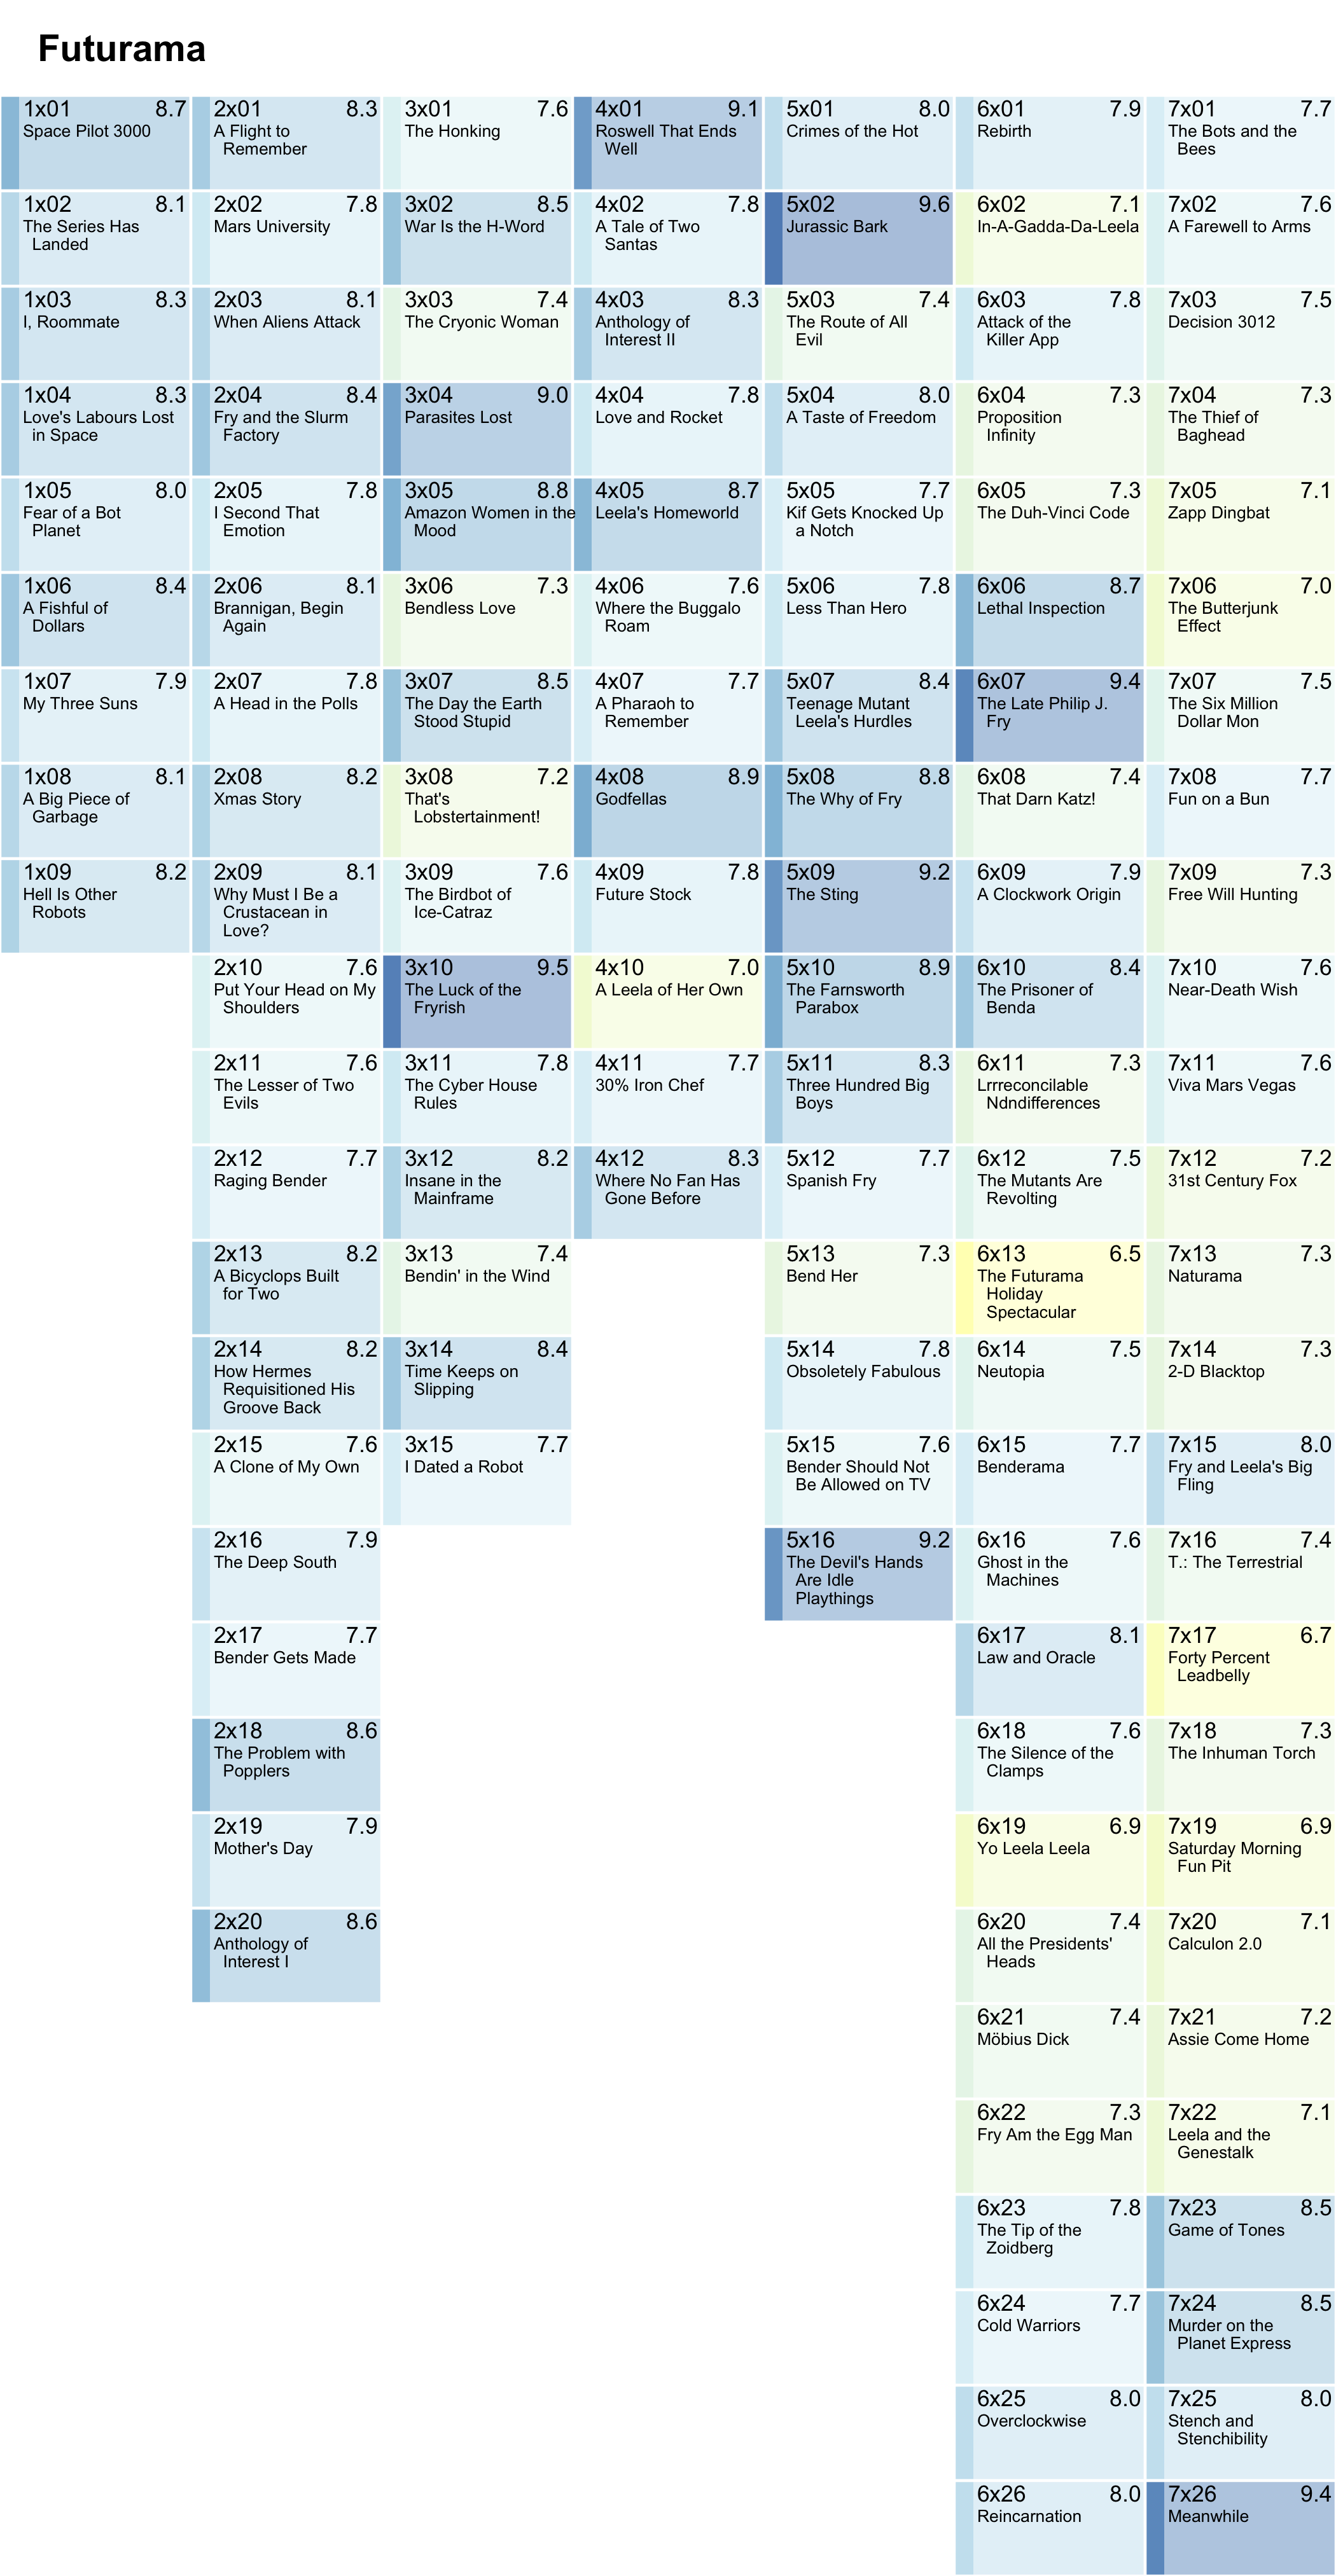 Futurama
1x01 8.7
Space Pilot 3000
1x02 8.1
The Series Has
Landed
1x03 8.3
I, Roommate
1x04 8.3
Love's Labours Lost
in Space
1x05 8.0
Fear of a Bot
Planet
1x06 8.4
A Fishful of
Dollars
1x07 7.9
My Three Suns
1x08 8.1
A Big Piece of
Garbage
1x09 8.2
Hell Is Other
Robots
2x01 8.3
A Flight to
Remember
2x02 7.8
Mars University
2x03 8.1
When Aliens Attack
2x04 8.4
Fry and the Slurm
Factory
2x05 7.8
I Second That
Emotion
2x06 8.1
Brannigan, Begin
Again
2x07 7.8
A Head in the Polls
2x08 8.2
Xmas Story
2x09 8.1
Why Must I Be a
Crustacean in
Love?
2x10 7.6
Put Your Head on My
Shoulders
2x11 7.6
The Lesser of Two
Evils
2x12 7.7
Raging Bender
2x13 8.2
A Bicyclops Built
for Two
2x14 8.2
How Hermes
Requisitioned His
Groove Back
2x15 7.6
A Clone of My Own
2x16 7.9
The Deep South
2x17 7.7
Bender Gets Made
2x18 8.6
The Problem with
Popplers
2x19 7.9
Mother's Day
2x20 8.6
Anthology of
Interest I
3x01 7.6
The Honking
3x02 8.5
War Is the H-Word
3x03 7.4
The Cryonic Woman
3x04 9.0
Parasites Lost
3x05 8.8
Amazon Women in the
Mood
3x06 7.3
Bendless Love
3x07 8.5
The Day the Earth
Stood Stupid
3x08 7.2
That's
Lobstertainment!
3x09 7.6
The Birdbot of
Ice-Catraz
3x10 9.5
The Luck of the
Fryrish
3x11 7.8
The Cyber House
Rules
3x12 8.2
Insane in the
Mainframe
3x13 7.4
Bendin' in the Wind
3x14 8.4
Time Keeps on
Slipping
3x15 7.7
I Dated a Robot
4x01 9.1
Roswell That Ends
Well
4x02 7.8
A Tale of Two
Santas
4x03 8.3
Anthology of
Interest II
4x04 7.8
Love and Rocket
4x05 8.7
Leela's Homeworld
4x06 7.6
Where the Buggalo
Roam
4x07 7.7
A Pharaoh to
Remember
4x08 8.9
Godfellas
4x09 7.8
Future Stock
4x10 7.0
A Leela of Her Own
4x11 7.7
30% Iron Chef
4x12 8.3
Where No Fan Has
Gone Before
5x01 8.0
Crimes of the Hot
5x02 9.6
Jurassic Bark
5x03 7.4
The Route of All
Evil
5x04 8.0
A Taste of Freedom
5x05 7.7
Kif Gets Knocked Up
a Notch
5x06 7.8
Less Than Hero
5x07 8.4
Teenage Mutant
Leela's Hurdles
5x08 8.8
The Why of Fry
5x09 9.2
The Sting
5x10 8.9
The Farnsworth
Parabox
5x11 8.3
Three Hundred Big
Boys
5x12 7.7
Spanish Fry
5x13 7.3
Bend Her
5x14 7.8
Obsoletely Fabulous
5x15 7.6
Bender Should Not
Be Allowed on TV
5x16 9.2
The Devil's Hands
Are Idle
Playthings
6x01 7.9
Rebirth
6x02 7.1
In-A-Gadda-Da-Leela
6x03 7.8
Attack of the
Killer App
6x04 7.3
Proposition
Infinity
6x05 7.3
The Duh-Vinci Code
6x06 8.7
Lethal Inspection
6x07 9.4
The Late Philip J.
Fry
6x08 7.4
That Darn Katz!
6x09 7.9
A Clockwork Origin
6x10 8.4
The Prisoner of
Benda
6x11 7.3
Lrrreconcilable
Ndndifferences
6x12 7.5
The Mutants Are
Revolting
6x13 6.5
The Futurama
Holiday
Spectacular
6x14 7.5
Neutopia
6x15 7.7
Benderama
6x16 7.6
Ghost in the
Machines
6x17 8.1
Law and Oracle
6x18 7.6
The Silence of the
Clamps
6x19 6.9
Yo Leela Leela
6x20 7.4
All the Presidents'
Heads
6x21 7.4
Möbius Dick
6x22 7.3
Fry Am the Egg Man
6x23 7.8
The Tip of the
Zoidberg
6x24 7.7
Cold Warriors
6x25 8.0
Overclockwise
6x26 8.0
Reincarnation
7x01 7.7
The Bots and the
Bees
7x02 7.6
A Farewell to Arms
7x03 7.5
Decision 3012
7x04 7.3
The Thief of
Baghead
7x05 7.1
Zapp Dingbat
7x06 7.0
The Butterjunk
Effect
7x07 7.5
The Six Million
Dollar Mon
7x08 7.7
Fun on a Bun
7x09 7.3
Free Will Hunting
7x10 7.6
Near-Death Wish
7x11 7.6
Viva Mars Vegas
7x12 7.2
31st Century Fox
7x13 7.3
Naturama
7x14 7.3
2-D Blacktop
7x15 8.0
Fry and Leela's Big
Fling
7x16 7.4
T.: The Terrestrial
7x17 6.7
Forty Percent
Leadbelly
7x18 7.3
The Inhuman Torch
7x19 6.9
Saturday Morning
Fun Pit
7x20 7.1
Calculon 2.0
7x21 7.2
Assie Come Home
7x22 7.1
Leela and the
Genestalk
7x23 8.5
Game of Tones
7x24 8.5
Murder on the
Planet Express
7x25 8.0
Stench and
Stenchibility
7x26 9.4
Meanwhile